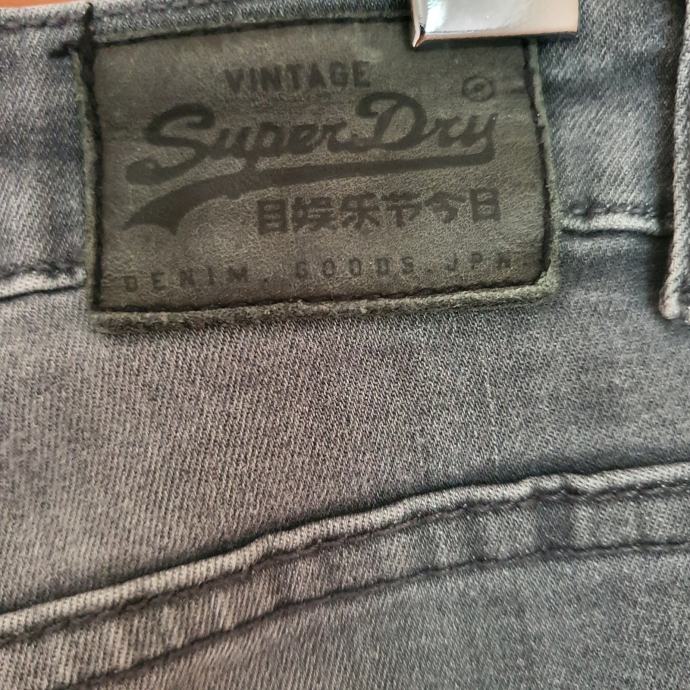 VINTAGE
SuperDry ®
目娱乐节今日
DENIM.GOODS.JPN